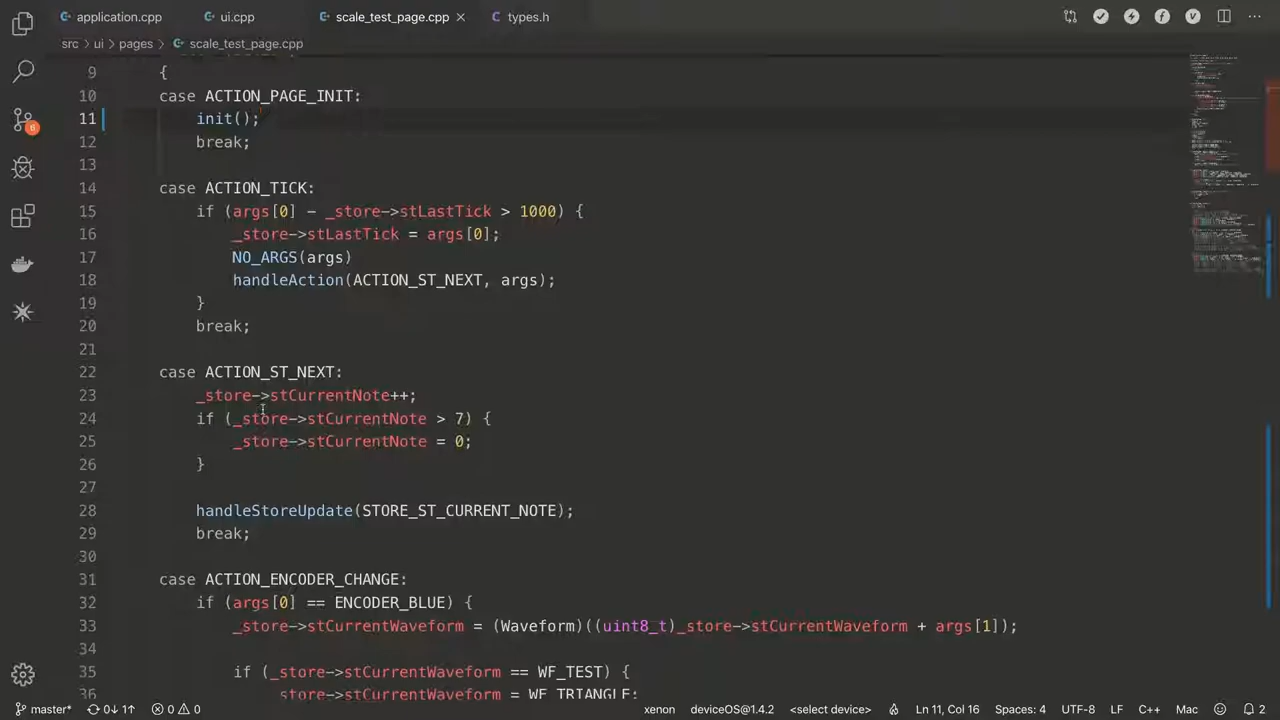 application.cpp ui.cpp scale_test_page.cpp types.h
src ui pages scale_test_page.cpp
9 {
10 case ACTION_PAGE_INIT:
11 init();
12 break;
13
14 case ACTION_TICK:
15 if (args[0] - _store->stLastTick > 1000) {
16 _store->stLastTick = args[0];
17 NO_ARGS(args)
18 handleAction(ACTION_ST_NEXT, args);
19 }
20 break;
21
22 case ACTION_ST_NEXT:
23 _store->stCurrentNote++;
24 if (_store->stCurrentNote > 7) {
25 _store->stCurrentNote = 0;
26 }
27
28 handleStoreUpdate(STORE_ST_CURRENT_NOTE);
29 break;
30
31 case ACTION_ENCODER_CHANGE:
32 if (args[0] == ENCODER_BLUE) {
33 _store->stCurrentWaveform = (Waveform)((uint8_t)_store->stCurrentWaveform + args[1]);
34
35 if (_store->stCurrentWaveform == WF_TEST) {
36 _store->stCurrentWaveform = WF_TRIANGLE;
master* 0↓ 1↑ 0 0 xenon deviceOS@1.4.2 <select device> Ln 11, Col 16 Spaces: 4 UTF-8 LF C++ Mac 2